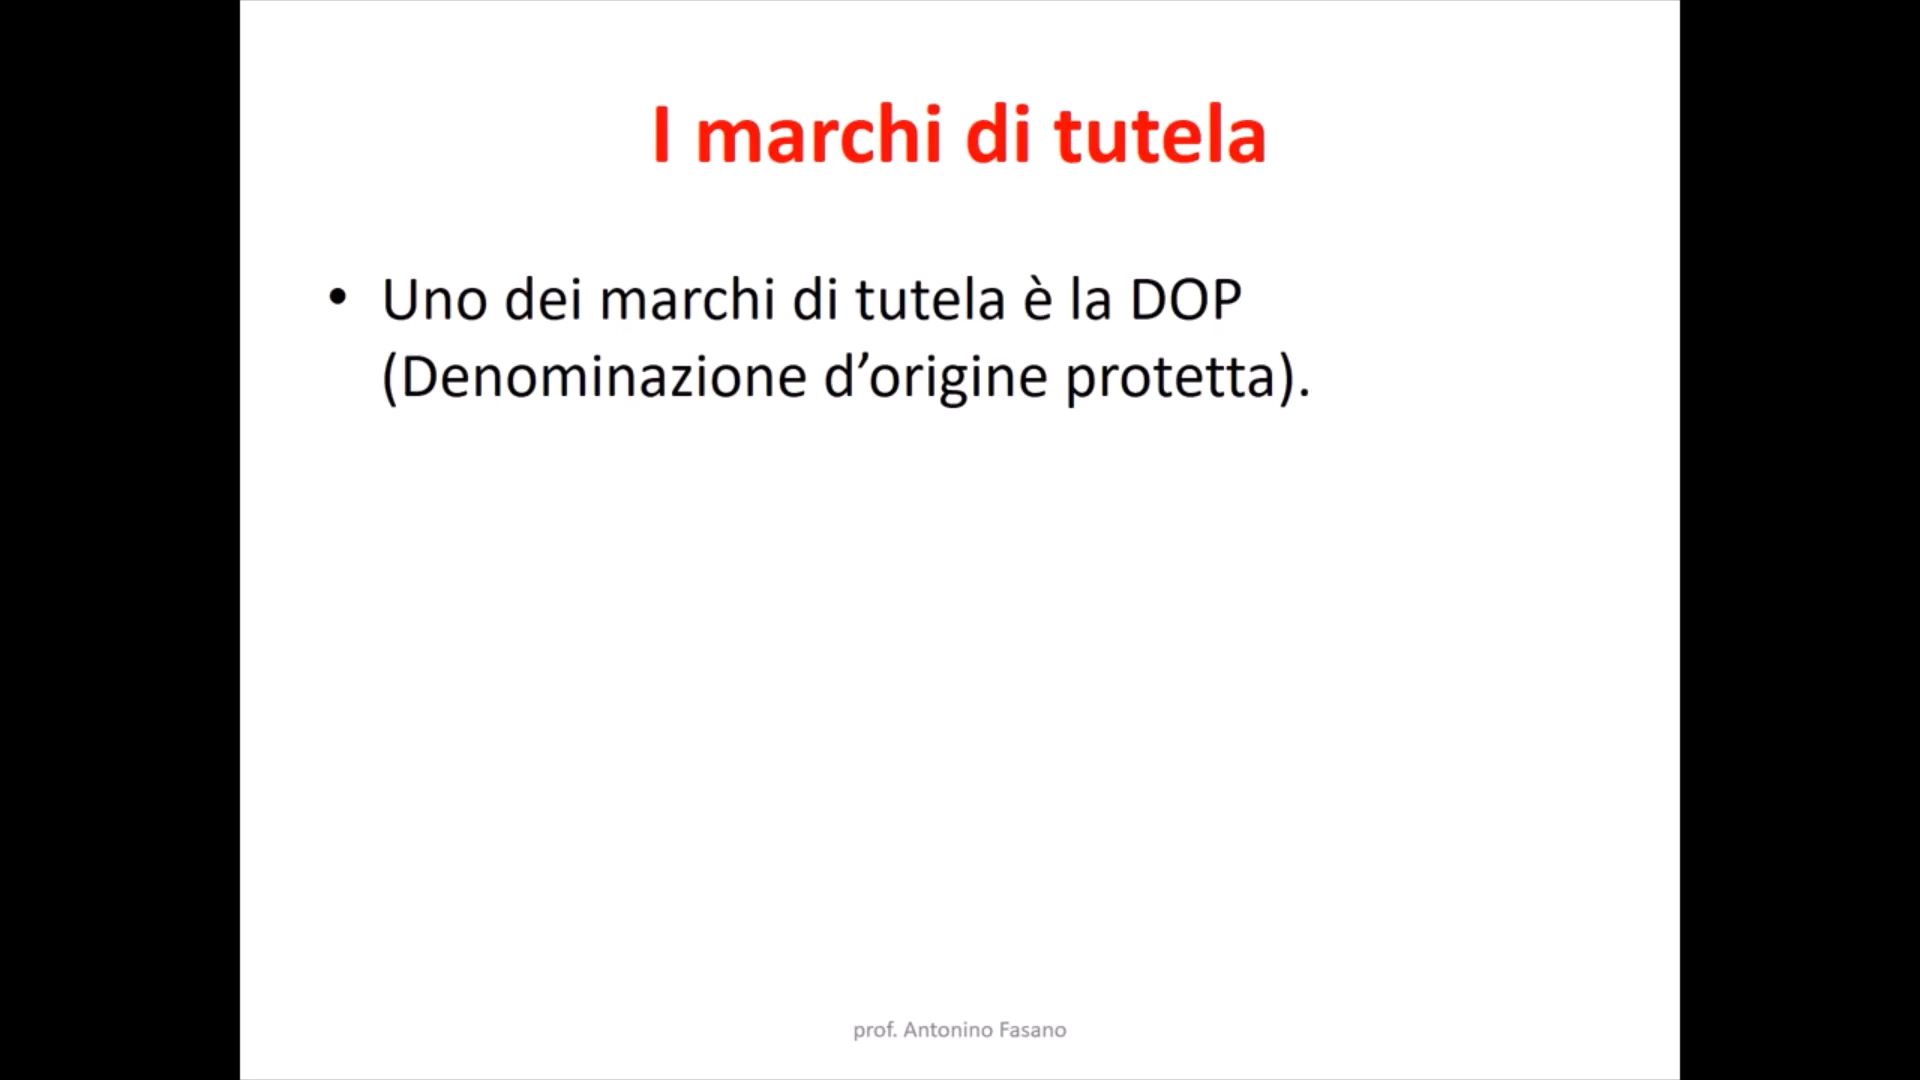 I marchi di tutela
• Uno dei marchi di tutela è la DOP
(Denominazione d’origine protetta).
prof. Antonino Fasano